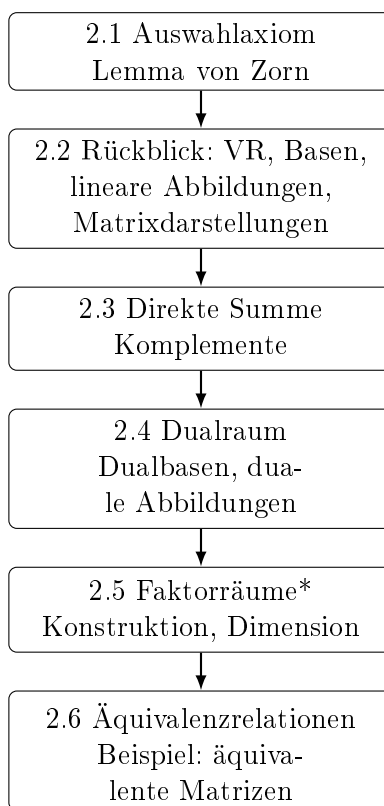 2.1 Auswahlaxiom
Lemma von Zorn
2.2 Rückblick: VR, Basen,
lineare Abbildungen,
Matrixdarstellungen
2.3 Direkte Summe
Komplemente
2.4 Dualraum
Dualbasen, dua-
le Abbildungen
2.5 Faktorräume*
Konstruktion, Dimension
2.6 Äquivalenzrelationen
Beispiel: äquiva-
lente Matrizen